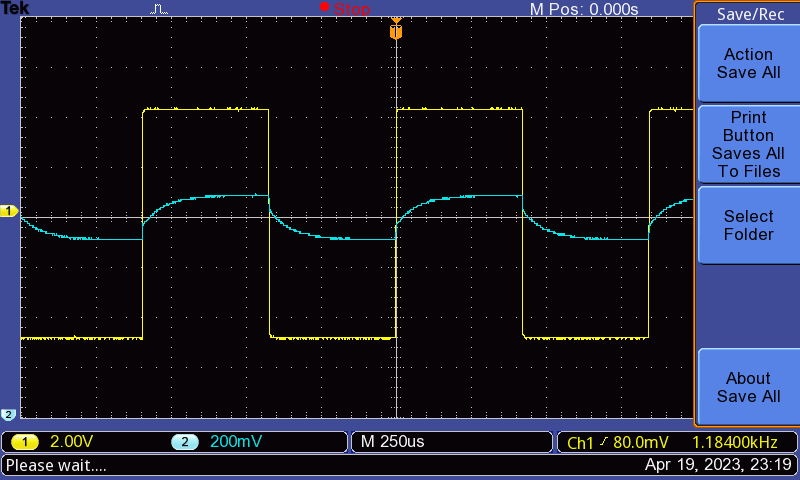 Tek Stop M Pos: 0.000s Save/Rec
T
Action
Save All
Print
Button
Saves All
To Files
1
Select
Folder
About
Save All
2
1 2.00V 2 200mV M 250us Ch1 80.0mV 1.18400kHz
Please wait.... Apr 19, 2023, 23:19